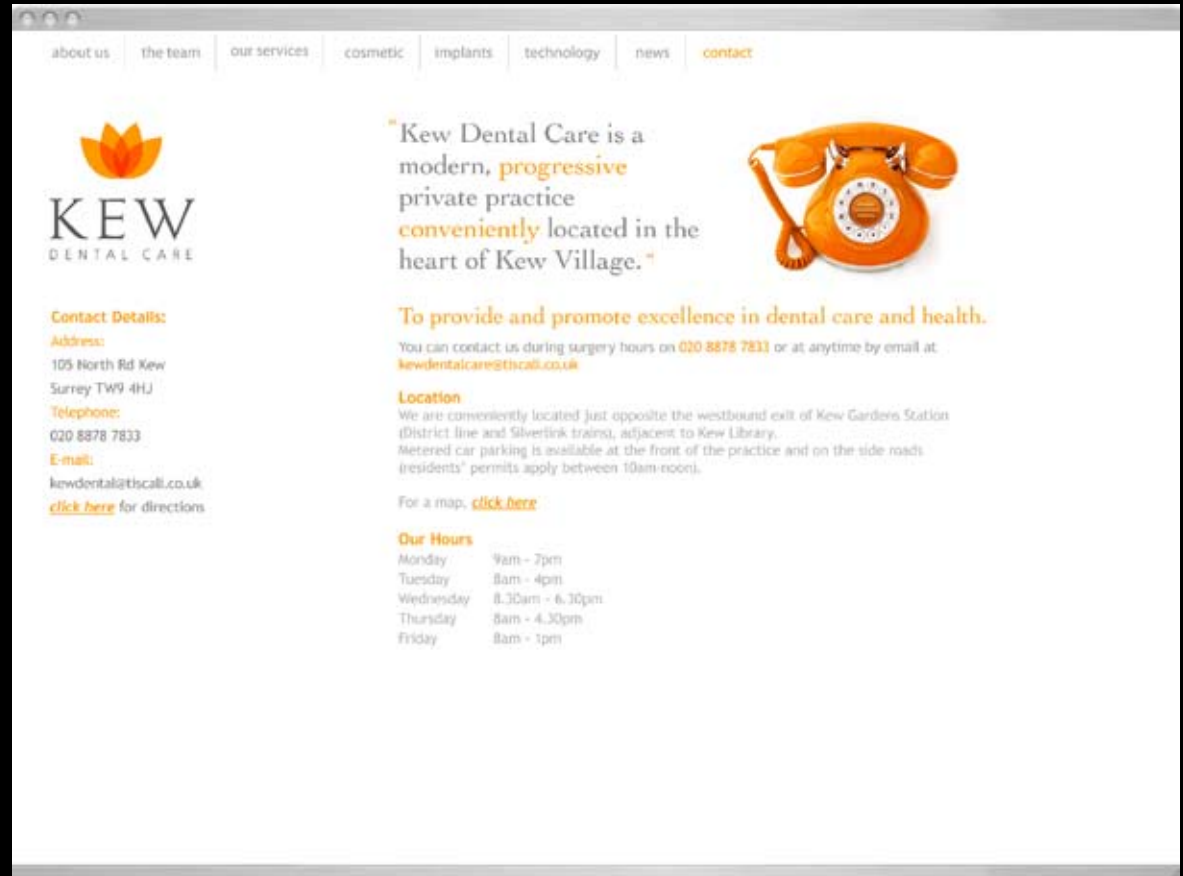 about us the team our services cosmetic implants technology news contact
KEW
DENTAL CARE
"Kew Dental Care is a
modern, progressive
private practice
conveniently located in the
heart of Kew Village."
Contact Details:
Address:
105 North Rd Kew
Surrey TW9 4HJ
Telephone:
020 8878 7833
E-mail:
kewdental@tiscali.co.uk
click here for directions
To provide and promote excellence in dental care and health.
You can contact us during surgery hours on 020 8878 7833 or at anytime by email at
kewdentalcare@tiscali.co.uk
Location
We are conveniently located just opposite the westbound exit of Kew Gardens Station
(District line and Silverlink trains), adjacent to Kew Library.
Metered car parking is available at the front of the practice and on the side roads
(residents' permits apply between 10am-noon).
For a map, click here
Our Hours
Monday 9am - 7pm
Tuesday 8am - 4pm
Wednesday 8.30am - 6.30pm
Thursday 8am - 4.30pm
Friday 8am - 1pm